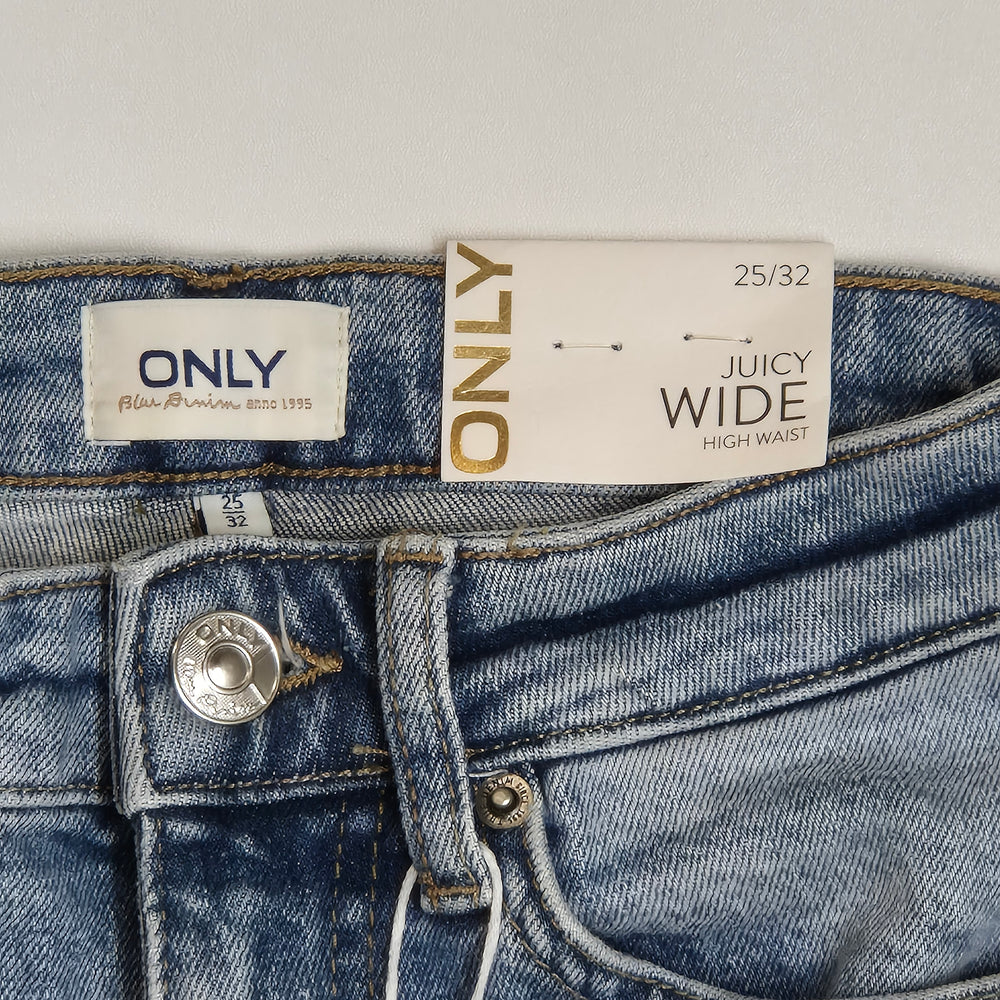 ONLY
Blue Denim anno 1995
ONLY
25/32
JUICY
WIDE
HIGH WAIST
25
32
ONLY